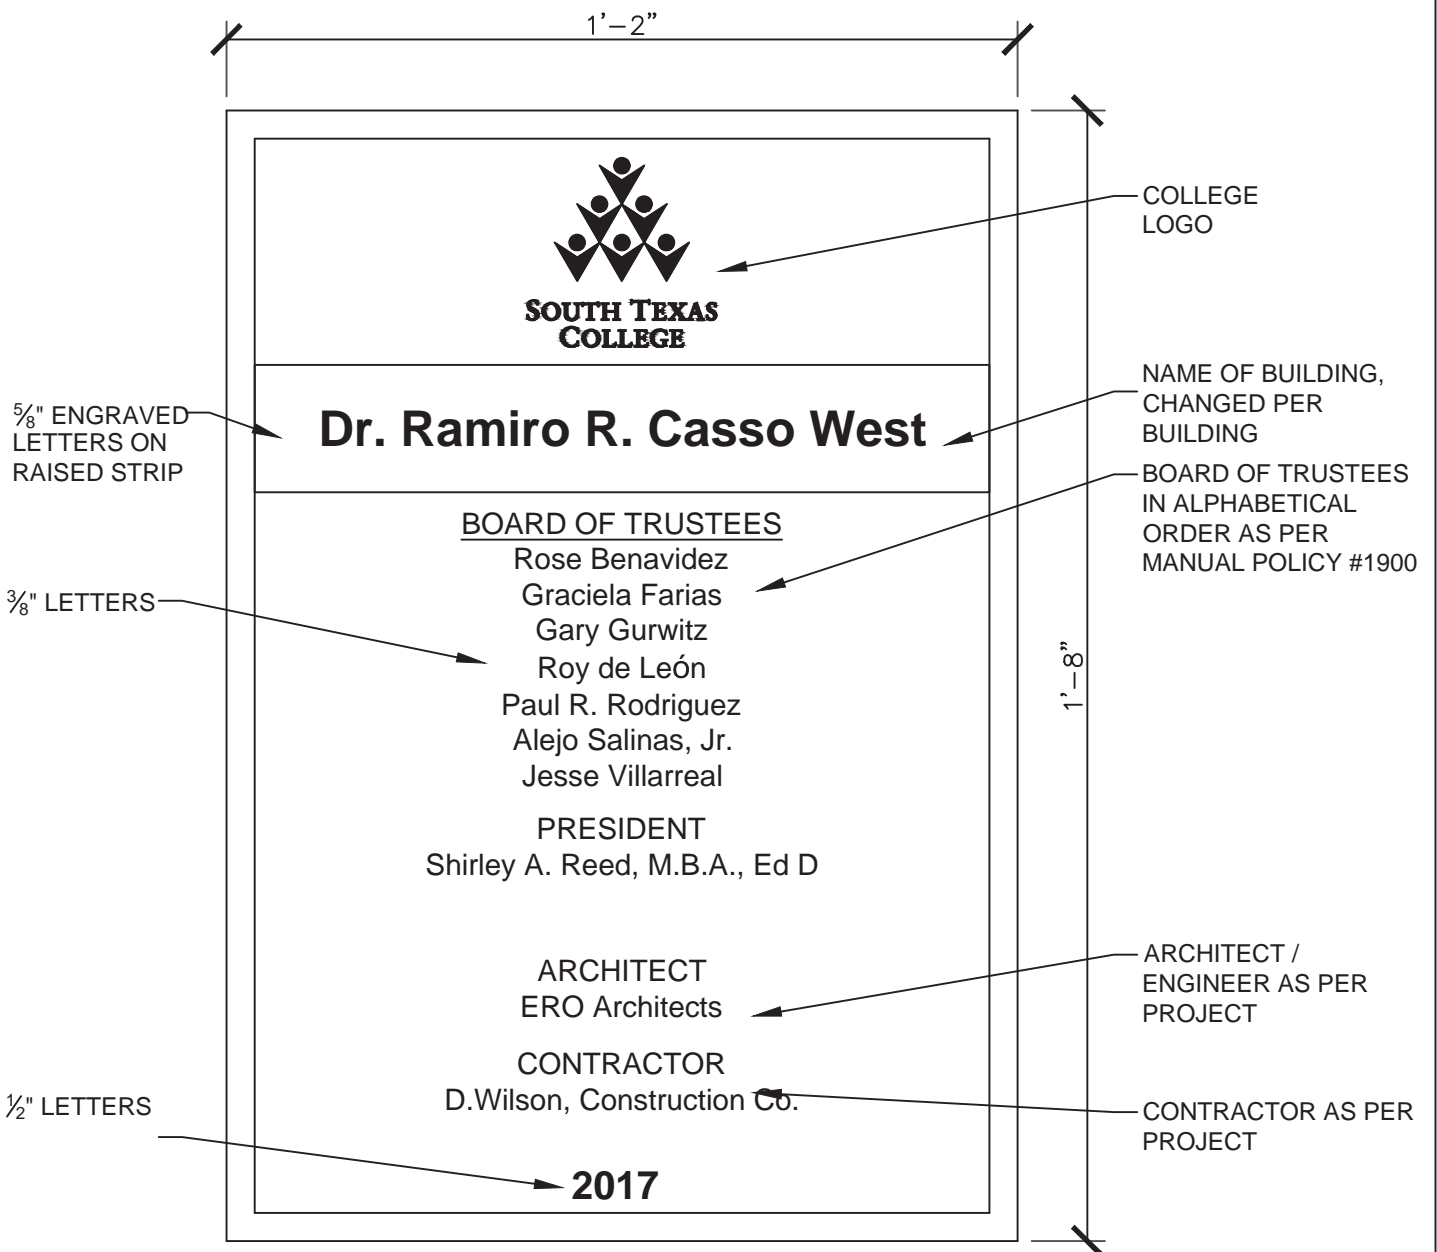 1'-2"
SOUTH TEXAS
COLLEGE
Dr. Ramiro R. Casso West
BOARD OF TRUSTEES
Rose Benavidez
Graciela Farias
Gary Gurwitz
Roy de León
Paul R. Rodriguez
Alejo Salinas, Jr.
Jesse Villarreal
PRESIDENT
Shirley A. Reed, M.B.A., Ed D
ARCHITECT
ERO Architects
CONTRACTOR
D.Wilson, Construction Co.
2017
⅝" ENGRAVED
LETTERS ON
RAISED STRIP
⅜" LETTERS
½" LETTERS
COLLEGE
LOGO
NAME OF BUILDING,
CHANGED PER
BUILDING
BOARD OF TRUSTEES
IN ALPHABETICAL
ORDER AS PER
MANUAL POLICY #1900
1'-8"
ARCHITECT /
ENGINEER AS PER
PROJECT
CONTRACTOR AS PER
PROJECT